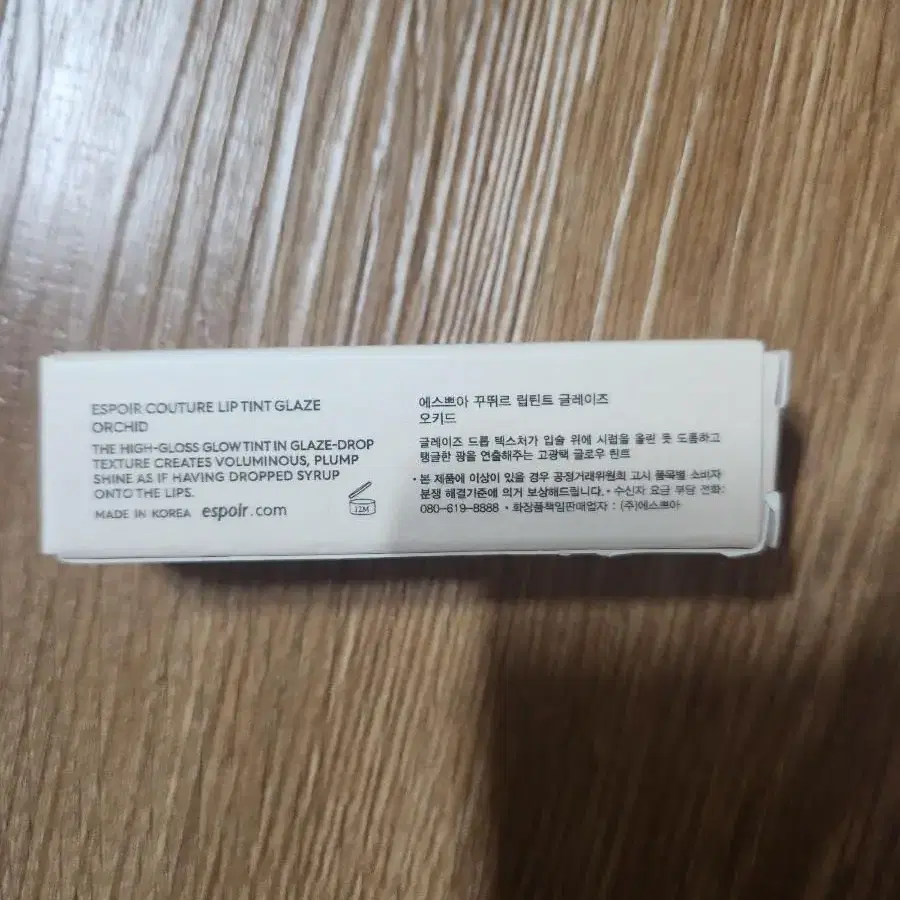 ESPOIR COUTURE LIP TINT GLAZE
ORCHID
THE HIGH-GLOSS GLOW TINT IN GLAZE-DROP
TEXTURE CREATES VOLUMINOUS, PLUMP
SHINE AS IF HAVING DROPPED SYRUP
ONTO THE LIPS.
MADE IN KOREA espoir.com
12M
에스쁘아 꾸뛰르 립틴트 글레이즈
오키드
글레이즈 드롭 텍스처가 입술 위에 시럽을 올린 듯 도톰하고
탱글한 광을 연출해주는 고광택 글로우 틴트
• 본 제품에 이상이 있을 경우 공정거래위원회 고시 품목별 소비자
분쟁 해결기준에 의거 보상해드립니다. • 수신자 요금 부담 전화:
080-619-8888 • 화장품책임판매업자 : (주)에스쁘아